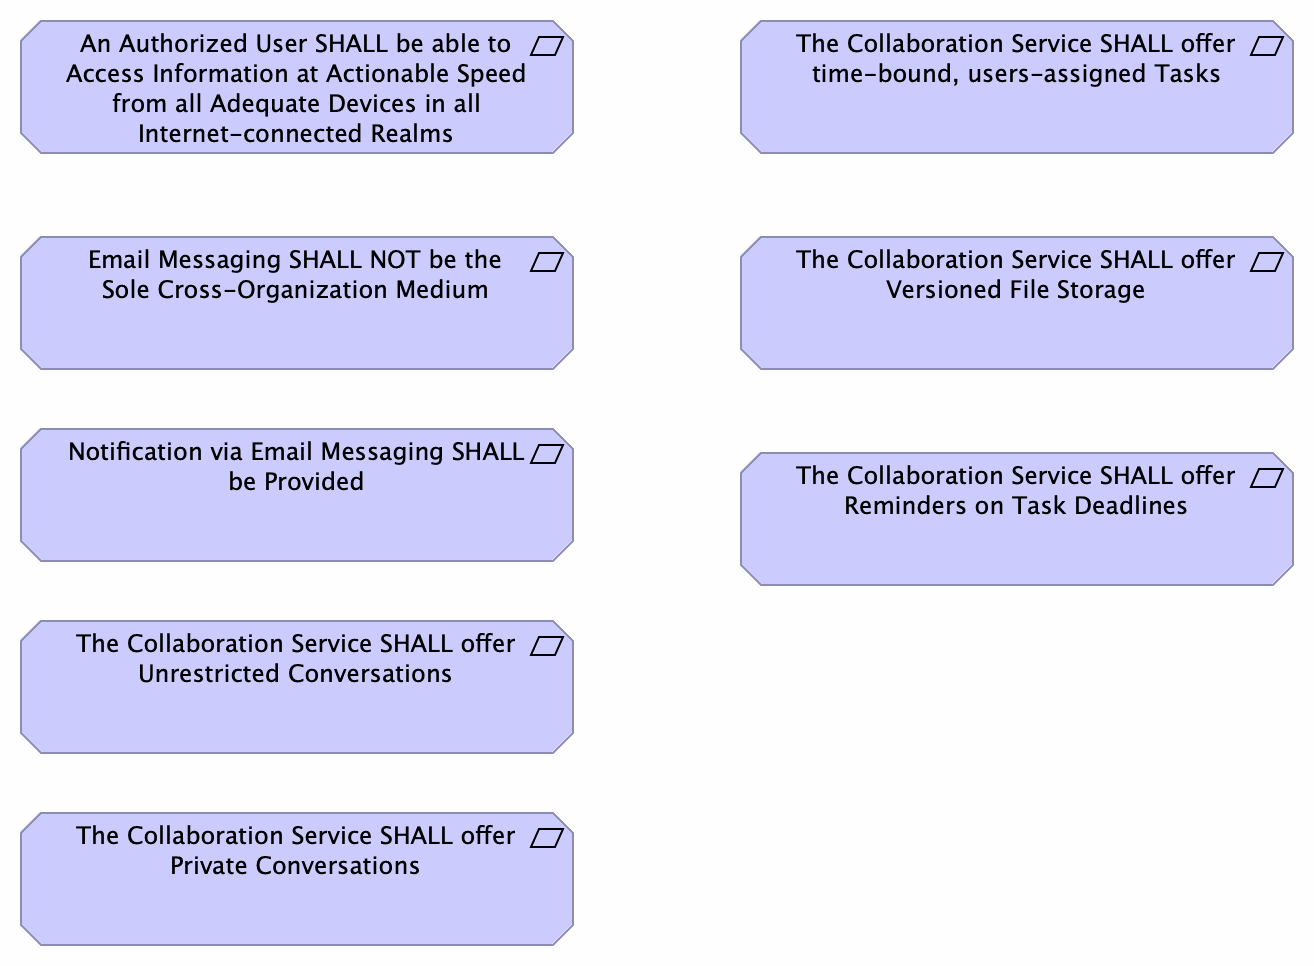 An Authorized User SHALL be able to
Access Information at Actionable Speed
from all Adequate Devices in all
Internet-connected Realms
Email Messaging SHALL NOT be the
Sole Cross-Organization Medium
Notification via Email Messaging SHALL
be Provided
The Collaboration Service SHALL offer
Unrestricted Conversations
The Collaboration Service SHALL offer
Private Conversations
The Collaboration Service SHALL offer
time-bound, users-assigned Tasks
The Collaboration Service SHALL offer
Versioned File Storage
The Collaboration Service SHALL offer
Reminders on Task Deadlines